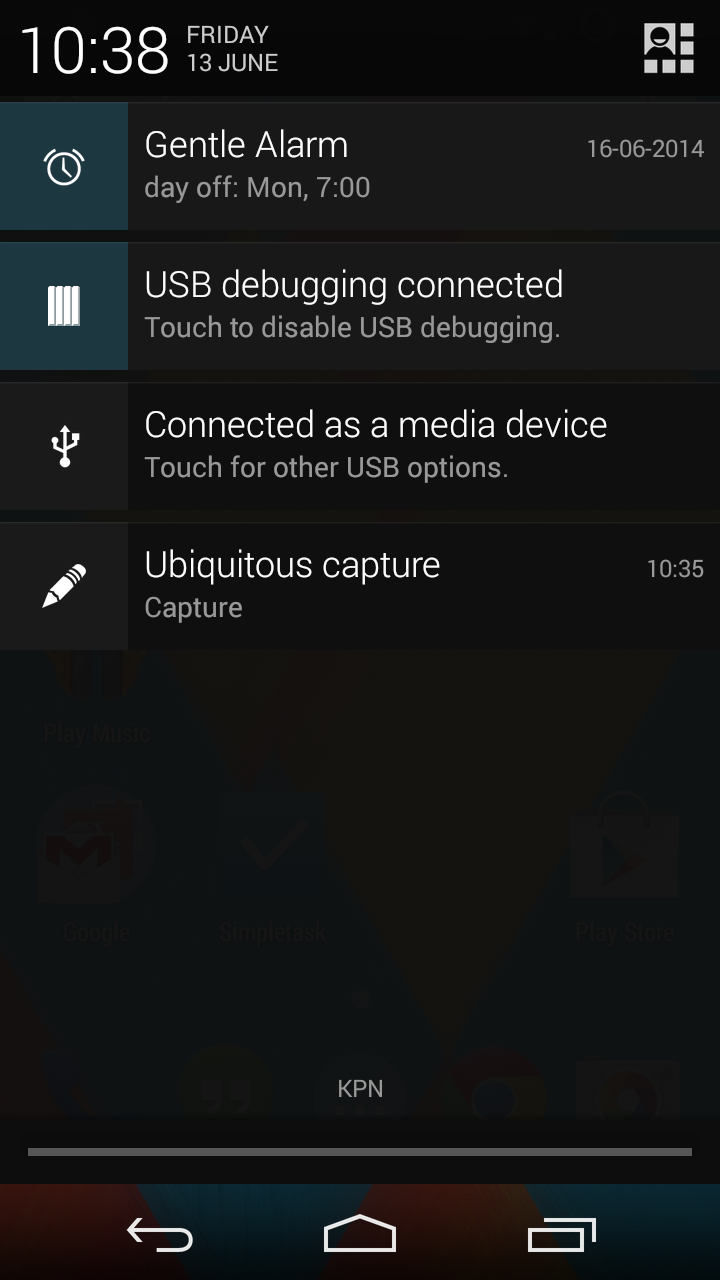 10:38
FRIDAY
13 JUNE
Gentle Alarm
16-06-2014
day off: Mon, 7:00
USB debugging connected
Touch to disable USB debugging.
Connected as a media device
Touch for other USB options.
Ubiquitous capture
10:35
Capture
Play Music
Google
Simpletask
Play Store
KPN